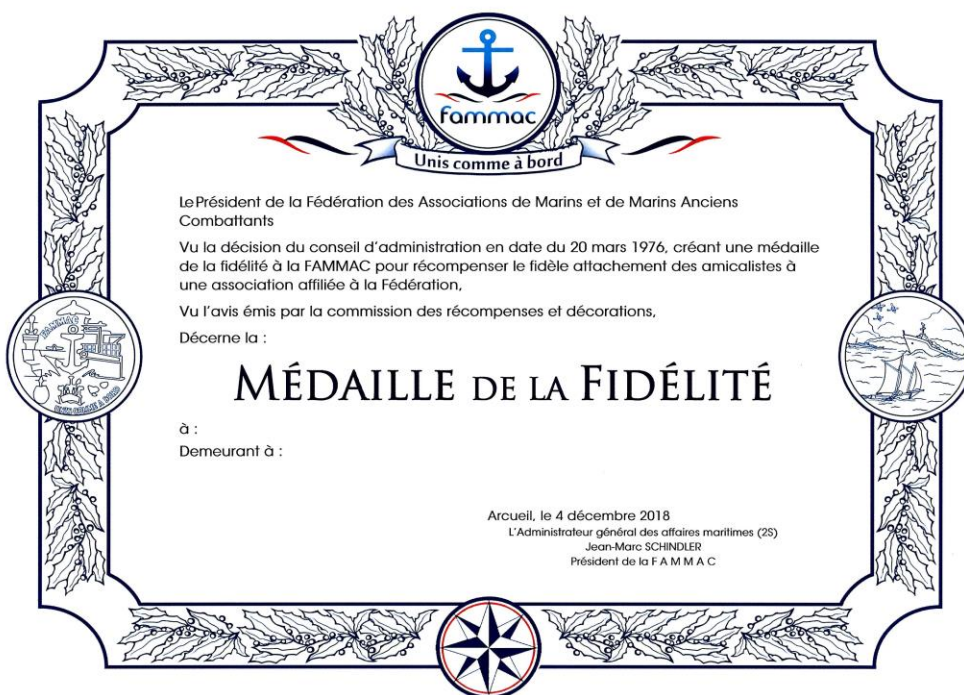 fammac
Unis comme à bord
Le Président de la Fédération des Associations de Marins et de Marins Anciens
Combattants
Vu la décision du conseil d'administration en date du 20 mars 1976, créant une médaille
de la fidélité à la FAMMAC pour récompenser le fidèle attachement des amicalistes à
une association affiliée à la Fédération,
Vu l'avis émis par la commission des récompenses et décorations,
Décerne la :
FAMMAC
UNIS COMME A BORD
MÉDAILLE DE LA FIDÉLITÉ
à :
Demeurant à :
Arcueil, le 4 décembre 2018
L'Administrateur général des affaires maritimes (2S)
Jean-Marc SCHINDLER
Président de la F A M M A C